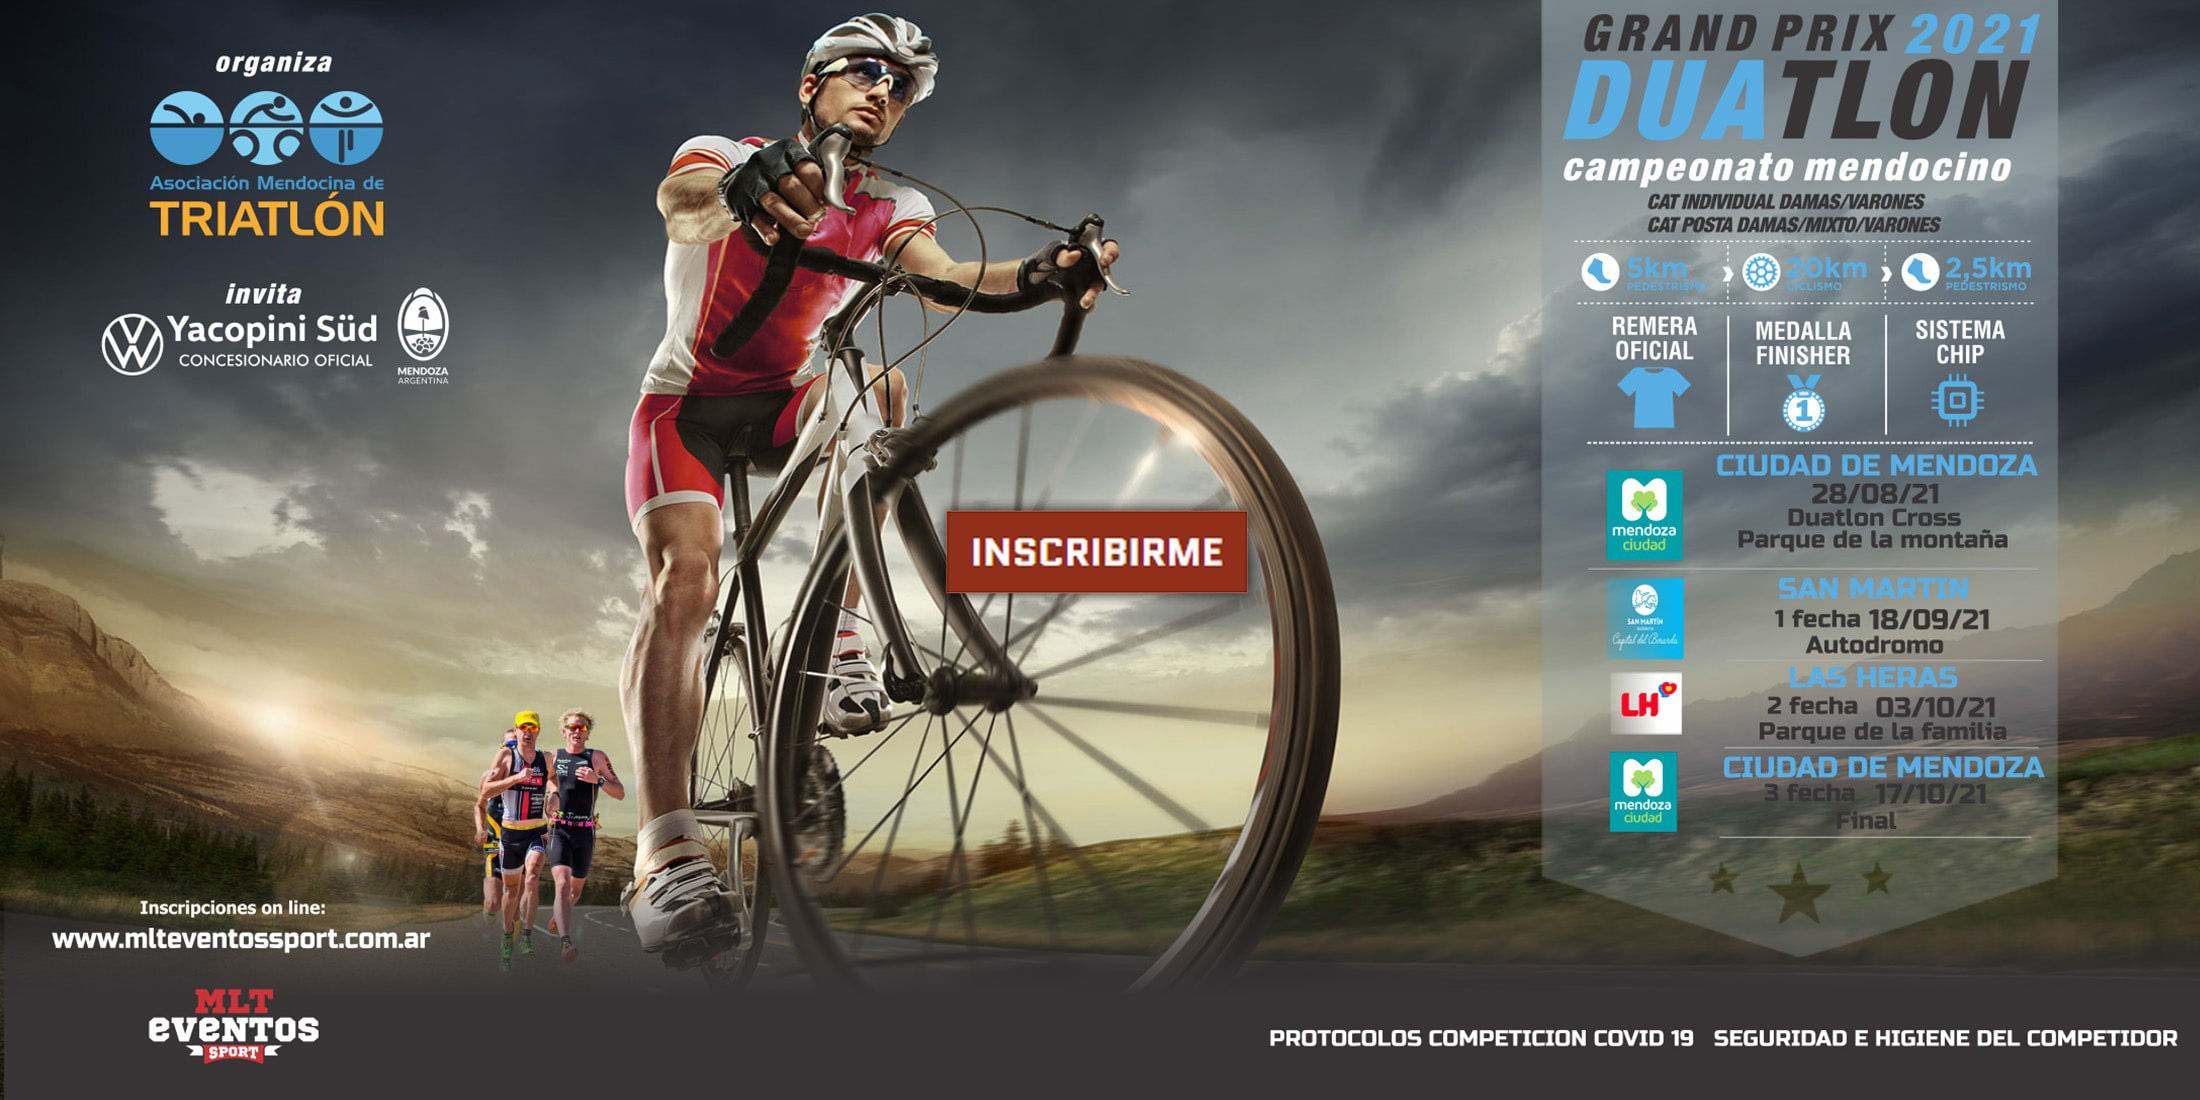 organiza
Asociación Mendocina de
TRIATLÓN
invita
Yacopini Süd
CONCESIONARIO OFICIAL
MENDOZA
ARGENTINA
INSCRIBIRME
Inscripciones on line:
www.mlteventossport.com.ar
MLT
eventos
SPORT
GRAND PRIX 2021
DUATLON
campeonato mendocino
CAT INDIVIDUAL DAMAS/VARONES
CAT POSTA DAMAS/MIXTO/VARONES
5km 20km 2,5km
PEDESTRISMO CICLISMO PEDESTRISMO
REMERA
OFICIAL
MEDALLA
FINISHER
1
SISTEMA
CHIP
mendoza
ciudad
CIUDAD DE MENDOZA
28/08/21
Duatlon Cross
Parque de la montaña
SAN MARTÍN
SAN MARTIN
1 fecha 18/09/21
Autodromo
LH
LAS HERAS
2 fecha 03/10/21
Parque de la familia
mendoza
ciudad
CIUDAD DE MENDOZA
3 fecha 17/10/21
Final
PROTOCOLOS COMPETICION COVID 19 SEGURIDAD E HIGIENE DEL COMPETIDOR